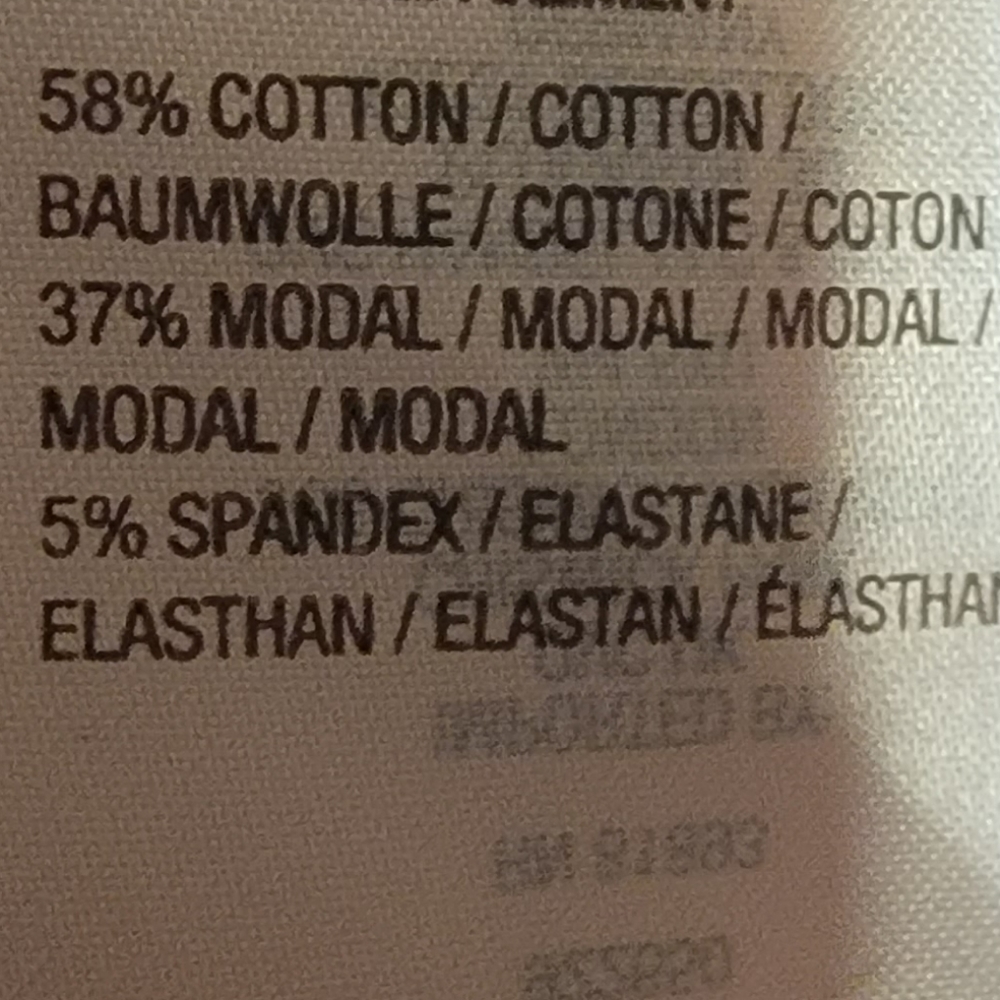 58% COTTON / COTTON /
BAUMWOLLE / COTONE / COTON
37% MODAL / MODAL / MODAL /
MODAL / MODAL
5% SPANDEX / ELASTANE /
ELASTHAN / ELASTAN / ÉLASTHAN